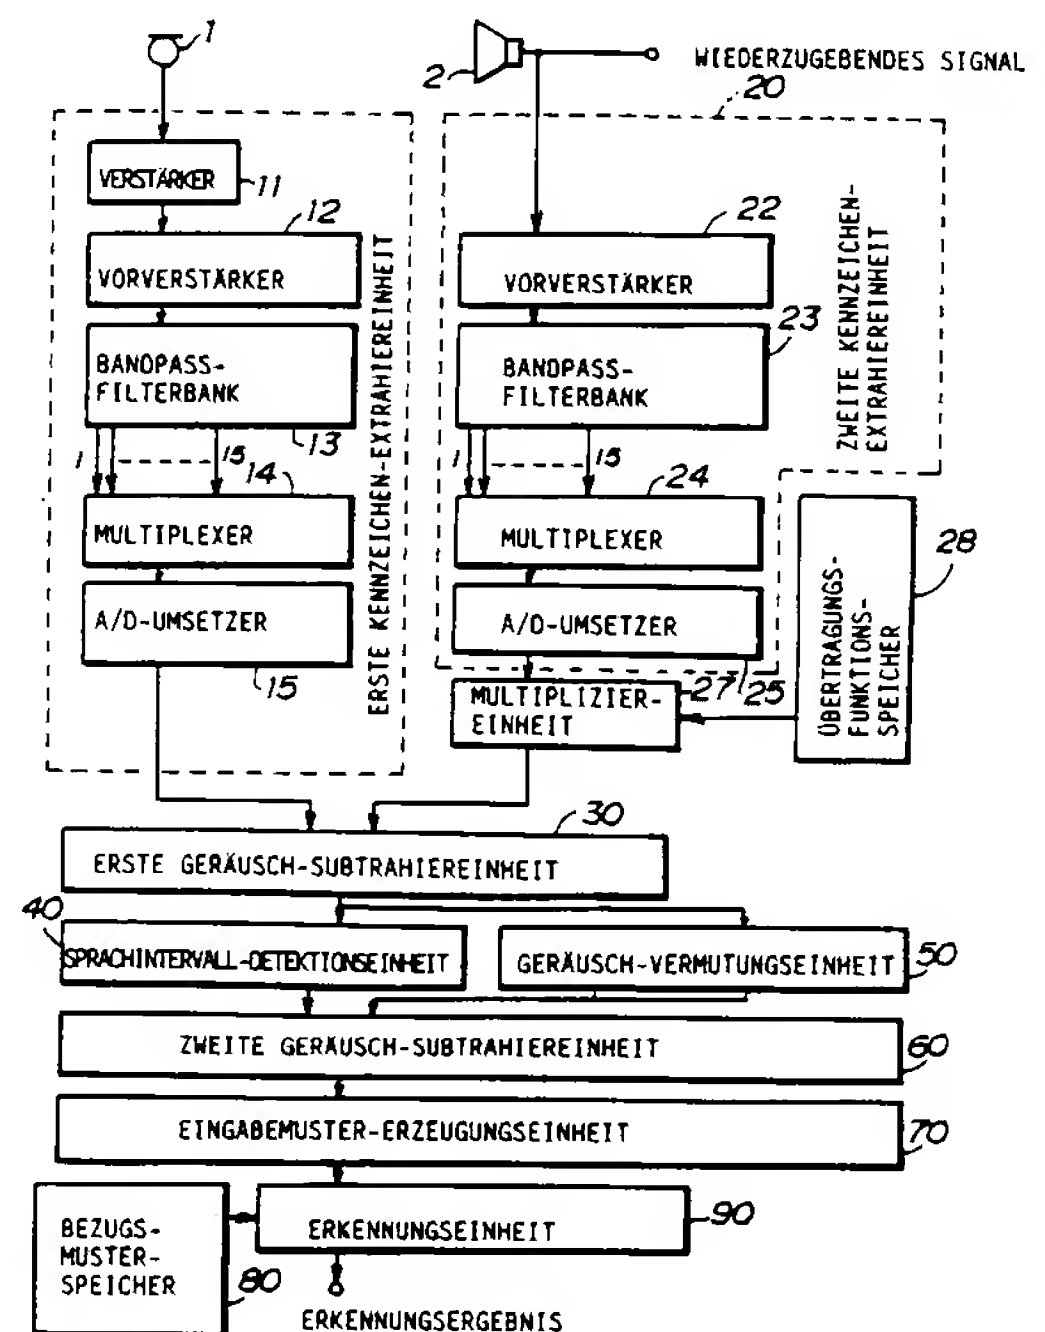 1
2
WIEDERZUGEBENDES SIGNAL
20
VERSTÄRKER
11
12
VORVERSTÄRKER
BANDPASS-
FILTERBANK
13
1
15
14
MULTIPLEXER
A/D-UMSETZER
15
ERSTE KENNZEICHEN-EXTRAHIEREINHEIT
22
VORVERSTÄRKER
23
BANDPASS-
FILTERBANK
1
15
24
MULTIPLEXER
A/D-UMSETZER
25
ZWEITE KENNZEICHEN-
EXTRAHIEREINHEIT
MULTIPLIZIER-
EINHEIT
27
28
ÜBERTRAGUNGS-
FUNKTIONS-
SPEICHER
30
ERSTE GERÄUSCH-SUBTRAHIEREINHEIT
40
SPRACHINTERVALL-DETEKTIONSEINHEIT
GERÄUSCH-VERMUTUNGSEINHEIT
50
ZWEITE GERÄUSCH-SUBTRAHIEREINHEIT
60
EINGABEMUSTER-ERZEUGUNGSEINHEIT
70
BEZUGS-
MUSTER-
SPEICHER
80
ERKENNUNGSEINHEIT
90
ERKENNUNGSERGEBNIS